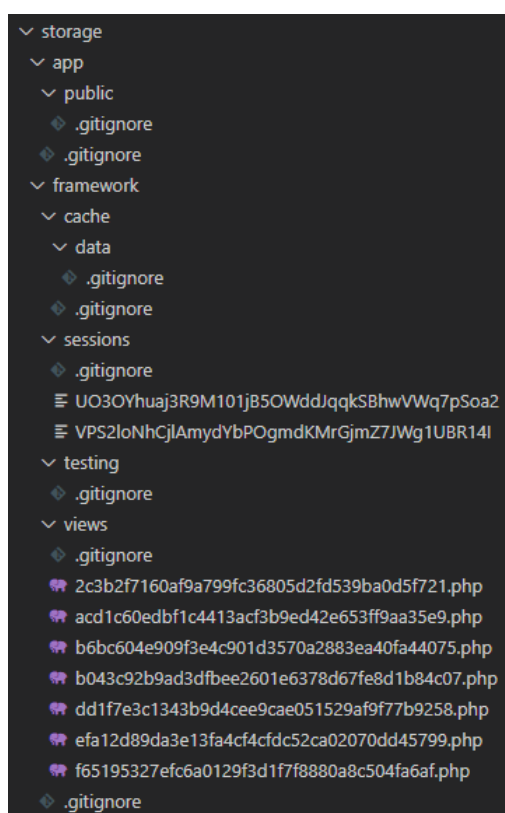 storage
app
public
.gitignore
.gitignore
framework
cache
data
.gitignore
.gitignore
sessions
.gitignore
UO3OYhuaj3R9M101jB5OWddJqqkSBhwVWq7pSoa2
VPS2loNhCjlAmydYbPOgmdKMrGjmZ7JWg1UBR14I
testing
.gitignore
views
.gitignore
2c3b2f7160af9a799fc36805d2fd539ba0d5f721.php
acd1c60edbf1c4413acf3b9ed42e653ff9aa35e9.php
b6bc604e909f3e4c901d3570a2883ea40fa44075.php
b043c92b9ad3dfbee2601e6378d67fe8d1b84c07.php
dd1f7e3c1343b9d4cee9cae051529af9f77b9258.php
efa12d89da3e13fa4cf4cfdc52ca02070dd45799.php
f65195327efc6a0129f3d1f7f8880a8c504fa6af.php
.gitignore